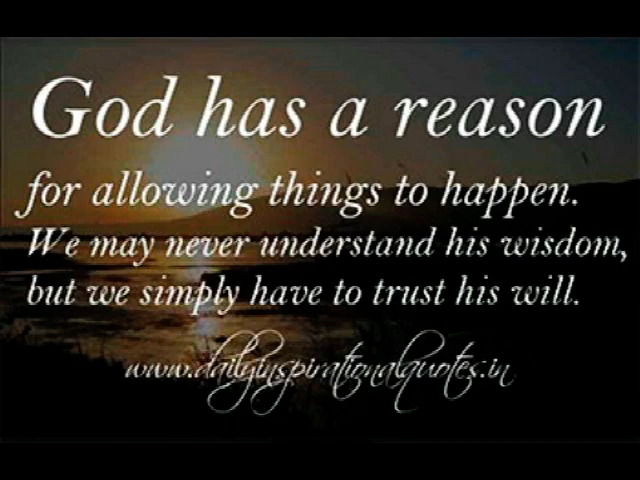 God has a reason
for allowing things to happen.
We may never understand his wisdom,
but we simply have to trust his will.
www.dailyinspirationalquotes.in